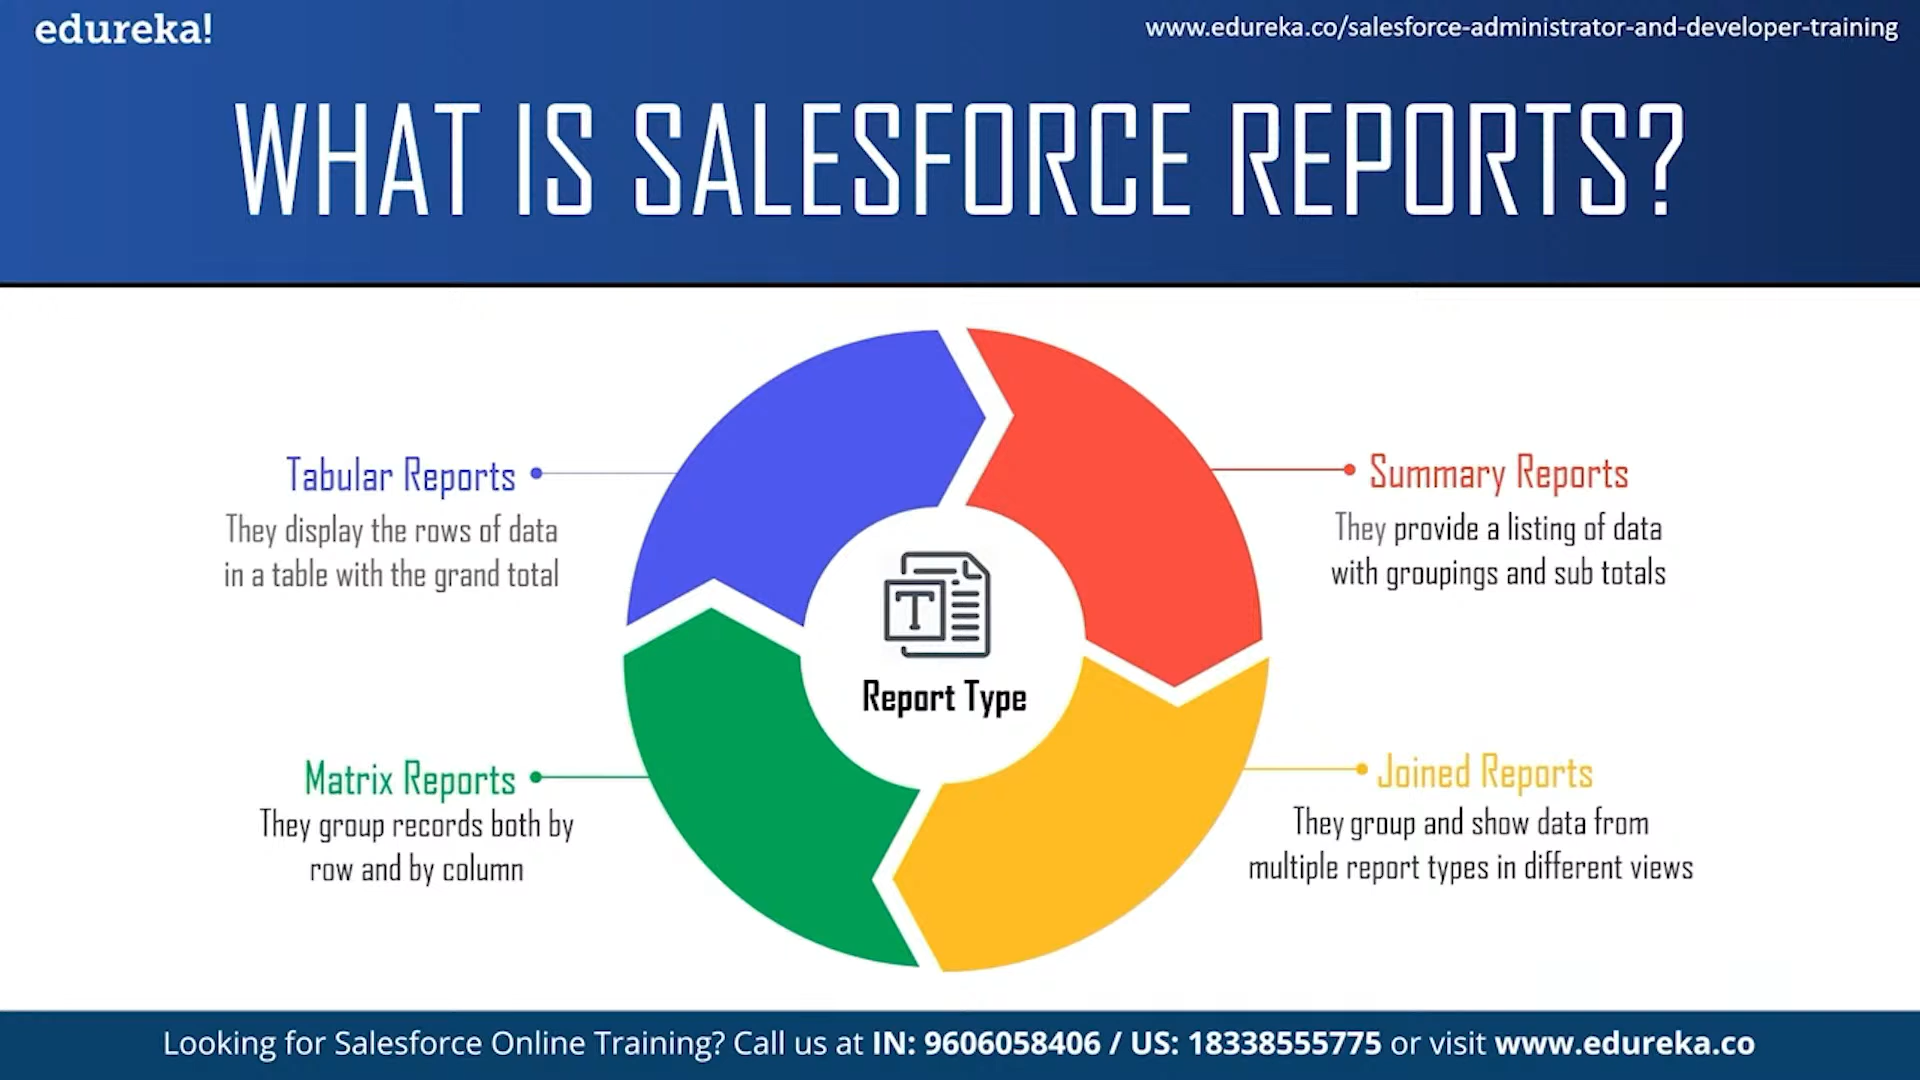 edureka!
www.edureka.co/salesforce-administrator-and-developer-training
WHAT IS SALESFORCE REPORTS?
Tabular Reports
They display the rows of data
in a table with the grand total
Summary Reports
They provide a listing of data
with groupings and sub totals
T
Report Type
Matrix Reports
They group records both by
row and by column
Joined Reports
They group and show data from
multiple report types in different views
Looking for Salesforce Online Training? Call us at IN: 9606058406 / US: 18338555775 or visit www.edureka.co